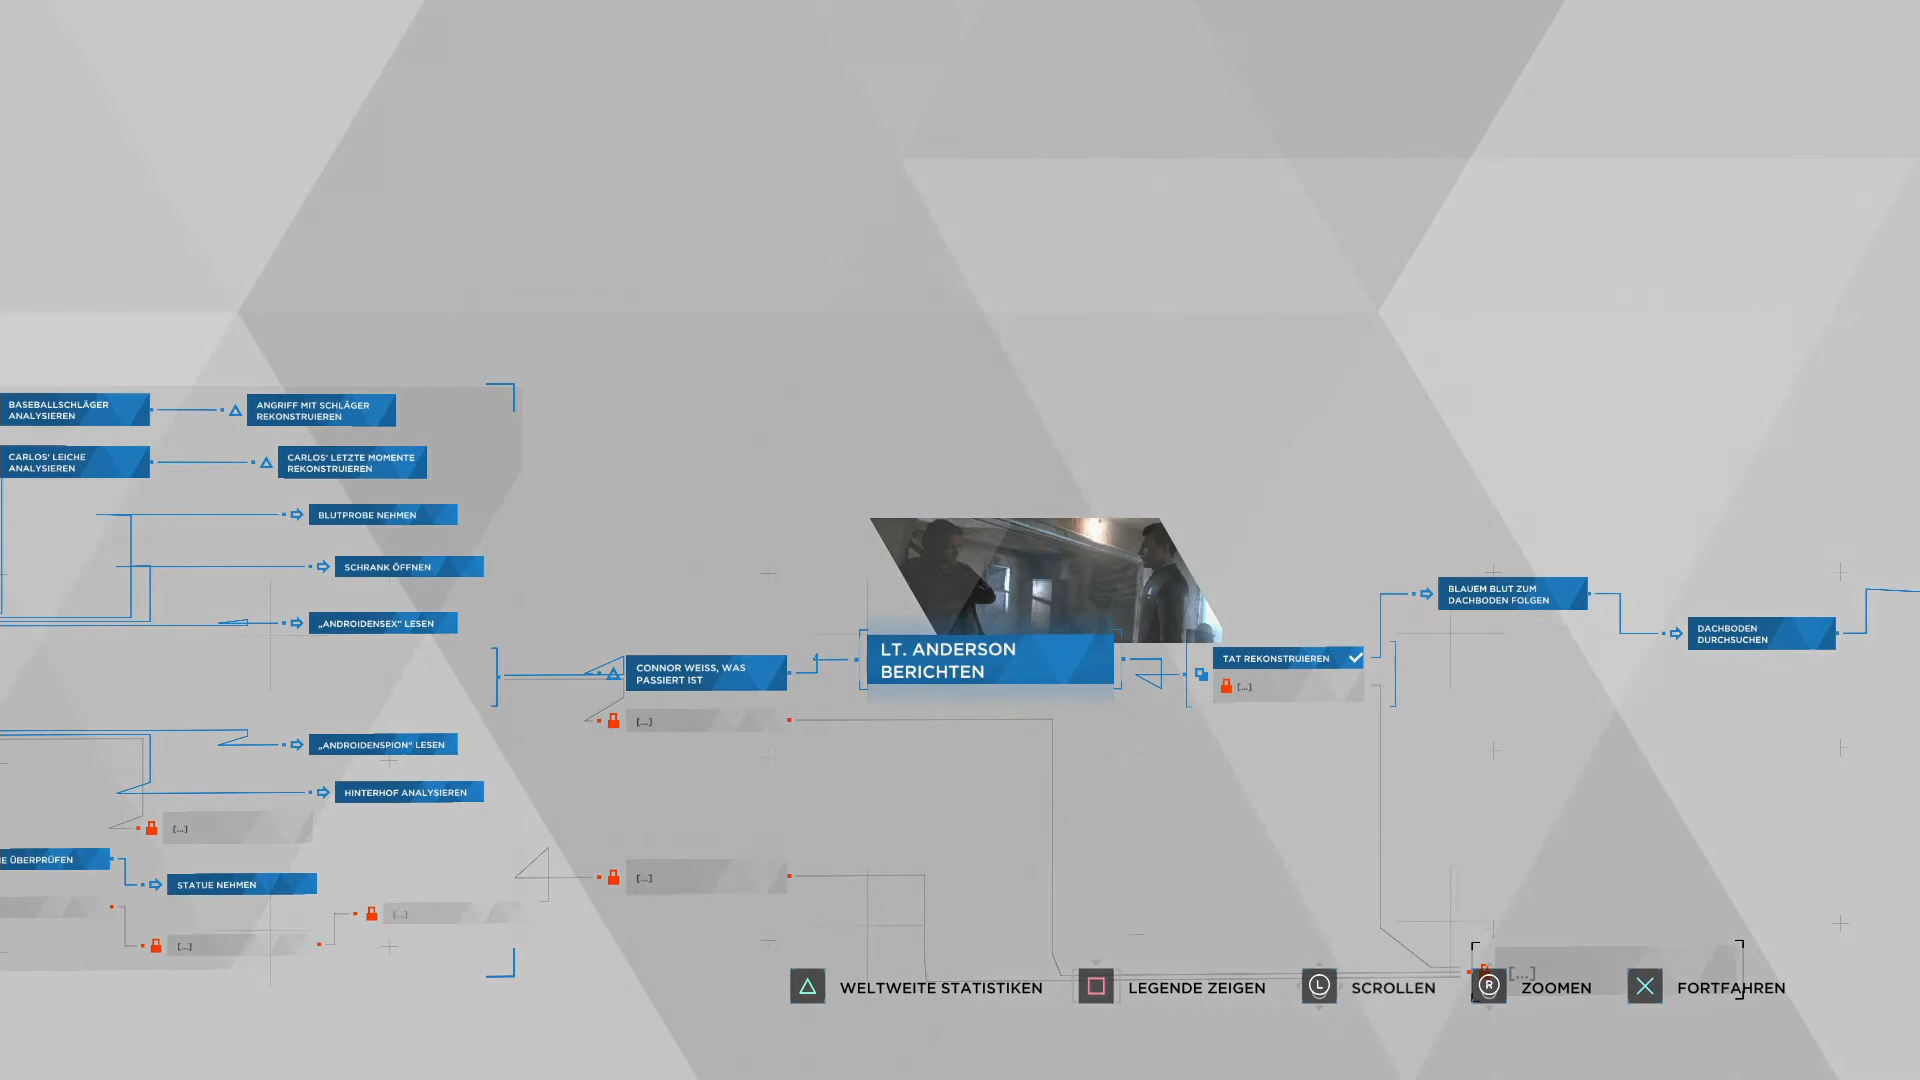 BASEBALLSCHLÄGER
ANALYSIEREN
ANGRIFF MIT SCHLÄGER
REKONSTRUIEREN
CARLOS' LEICHE
ANALYSIEREN
CARLOS' LETZTE MOMENTE
REKONSTRUIEREN
BLUTPROBE NEHMEN
SCHRANK ÖFFNEN
„ANDROIDENSEX“ LESEN
CONNOR WEISS, WAS
PASSIERT IST
[...]
LT. ANDERSON
BERICHTEN
TAT REKONSTRUIEREN
[...]
BLAUEM BLUT ZUM
DACHBODEN FOLGEN
DACHBODEN
DURCHSUCHEN
„ANDROIDENSPION“ LESEN
HINTERHOF ANALYSIEREN
[...]
E ÜBERPRÜFEN
STATUE NEHMEN
[...]
[...]
[...]
[...]
WELTWEITE STATISTIKEN
LEGENDE ZEIGEN
L SCROLLEN
R ZOOMEN
FORTFAHREN